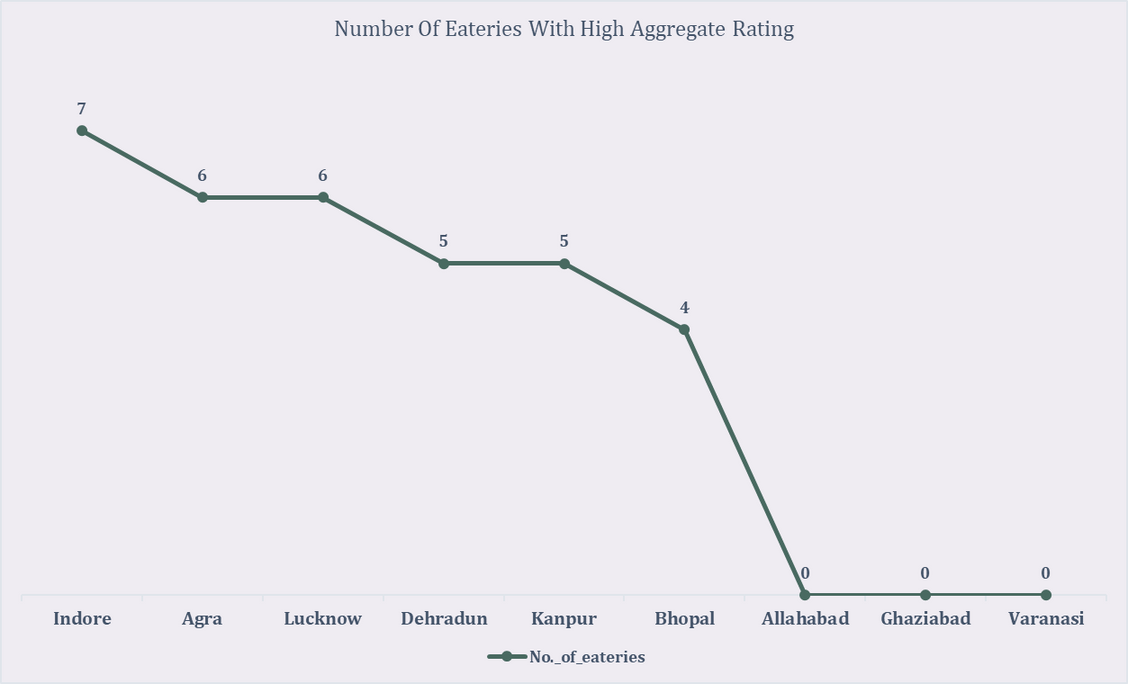 Number Of Eateries With High Aggregate Rating
7
6
6
5
5
4
0
0
0
Indore
Agra
Lucknow
Dehradun
Kanpur
Bhopal
Allahabad
Ghaziabad
Varanasi
No._of_eateries